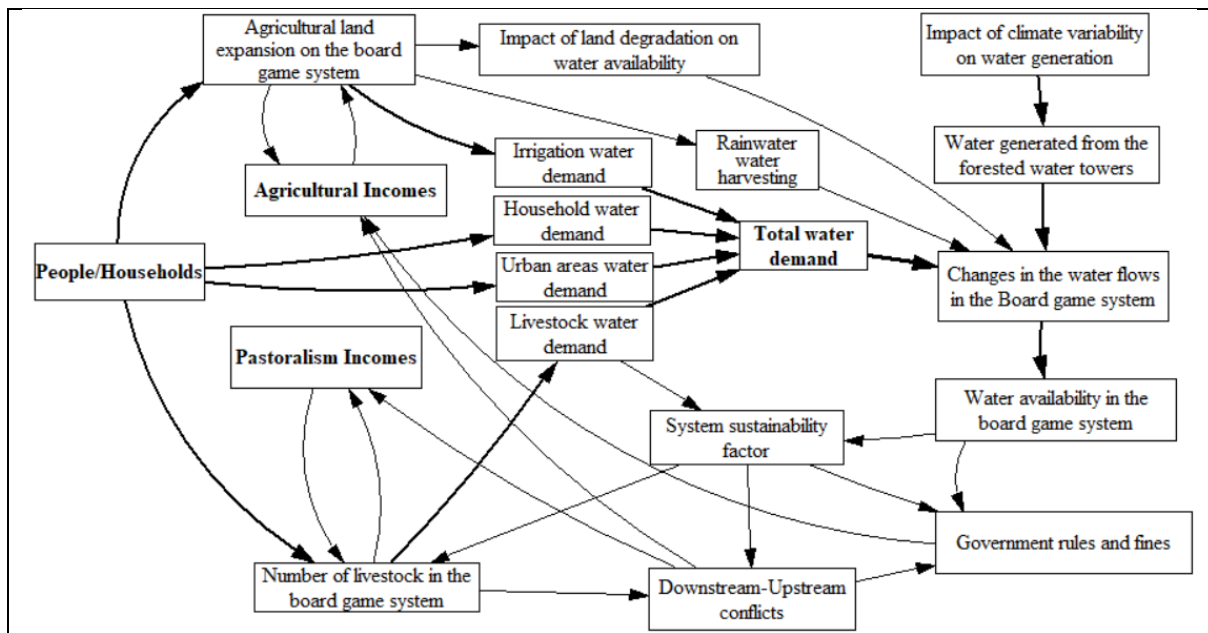 Agricultural land
expansion on the board
game system
Impact of land degradation on
water availability
Impact of climate variability
on water generation
Irrigation water
demand
Rainwater
water
harvesting
Water generated from the
forested water towers
Agricultural Incomes
Household water
demand
Total water
demand
People/Households
Urban areas water
demand
Changes in the water flows
in the Board game system
Livestock water
demand
Pastoralism Incomes
System sustainability
factor
Water availability in the
board game system
Government rules and fines
Number of livestock in the
board game system
Downstream-Upstream
conflicts